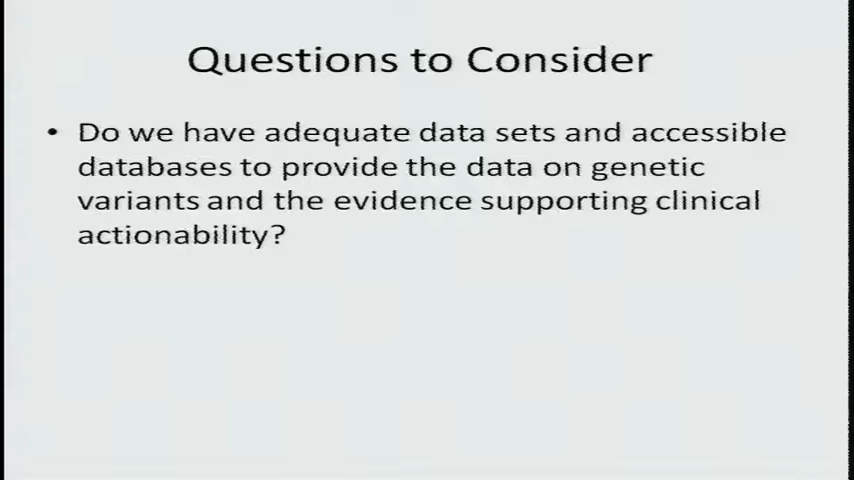 Questions to Consider
• Do we have adequate data sets and accessible
databases to provide the data on genetic
variants and the evidence supporting clinical
actionability?